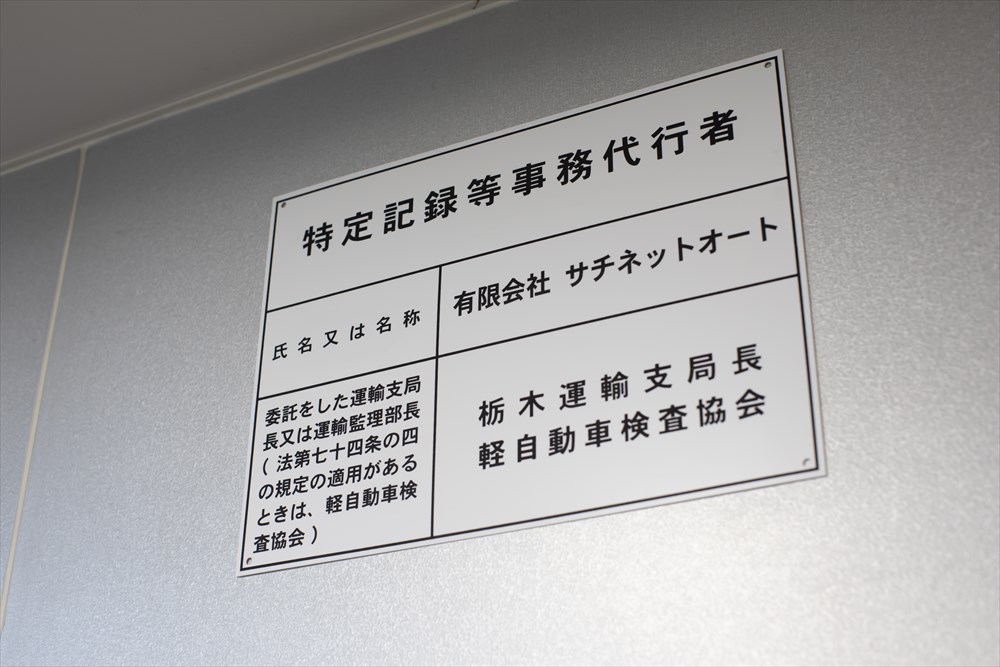 特定記録等事務代行者
氏名又は名称
有限会社 サチネットオート
委託をした運輸支局
長又は運輸監理部長
(法第七十四条の四
の規定の適用がある
ときは、軽自動車検
査協会)
栃木運輸支局長
軽自動車検査協会